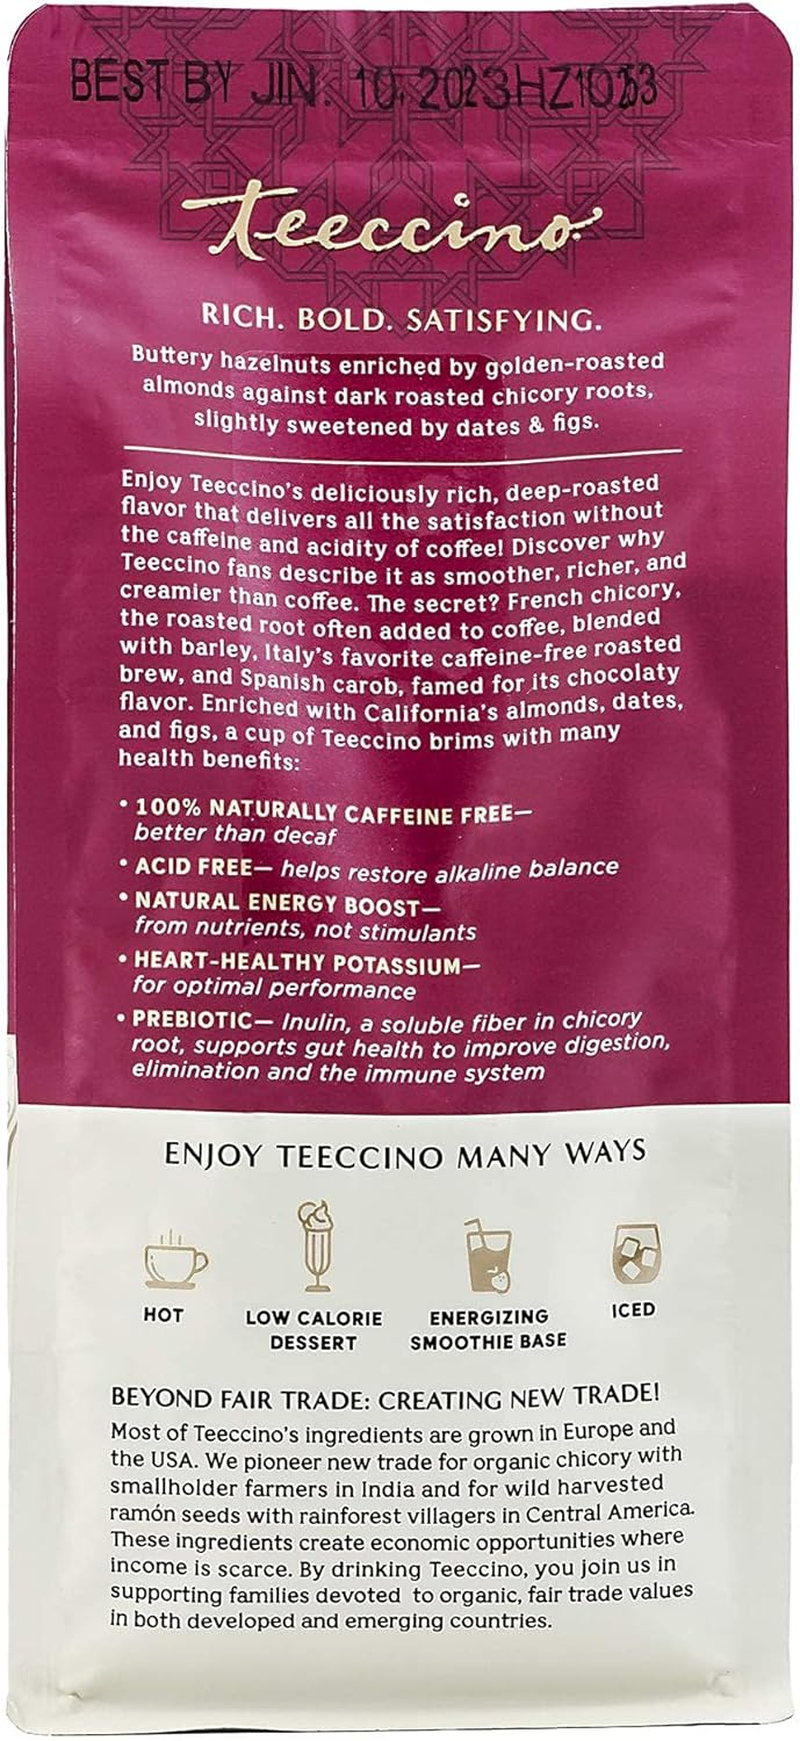 BEST BY JIN. 10, 2023HZ1053
teeccino
RICH. BOLD. SATISFYING.
Buttery hazelnuts enriched by golden-roasted
almonds against dark roasted chicory roots,
slightly sweetened by dates & figs.
Enjoy Teeccino's deliciously rich, deep-roasted
flavor that delivers all the satisfaction without
the caffeine and acidity of coffee! Discover why
Teeccino fans describe it as smoother, richer, and
creamier than coffee. The secret? French chicory,
the roasted root often added to coffee, blended
with barley, Italy's favorite caffeine-free roasted
brew, and Spanish carob, famed for its chocolaty
flavor. Enriched with California's almonds, dates,
and figs, a cup of Teeccino brims with many
health benefits:
• 100% NATURALLY CAFFEINE FREE—
better than decaf
• ACID FREE— helps restore alkaline balance
• NATURAL ENERGY BOOST—
from nutrients, not stimulants
• HEART-HEALTHY POTASSIUM—
for optimal performance
• PREBIOTIC— Inulin, a soluble fiber in chicory
root, supports gut health to improve digestion,
elimination and the immune system
ENJOY TEECCINO MANY WAYS
HOT
LOW CALORIE
DESSERT
ENERGIZING
SMOOTHIE BASE
ICED
BEYOND FAIR TRADE: CREATING NEW TRADE!
Most of Teeccino's ingredients are grown in Europe and
the USA. We pioneer new trade for organic chicory with
smallholder farmers in India and for wild harvested
ramón seeds with rainforest villagers in Central America.
These ingredients create economic opportunities where
income is scarce. By drinking Teeccino, you join us in
supporting families devoted to organic, fair trade values
in both developed and emerging countries.